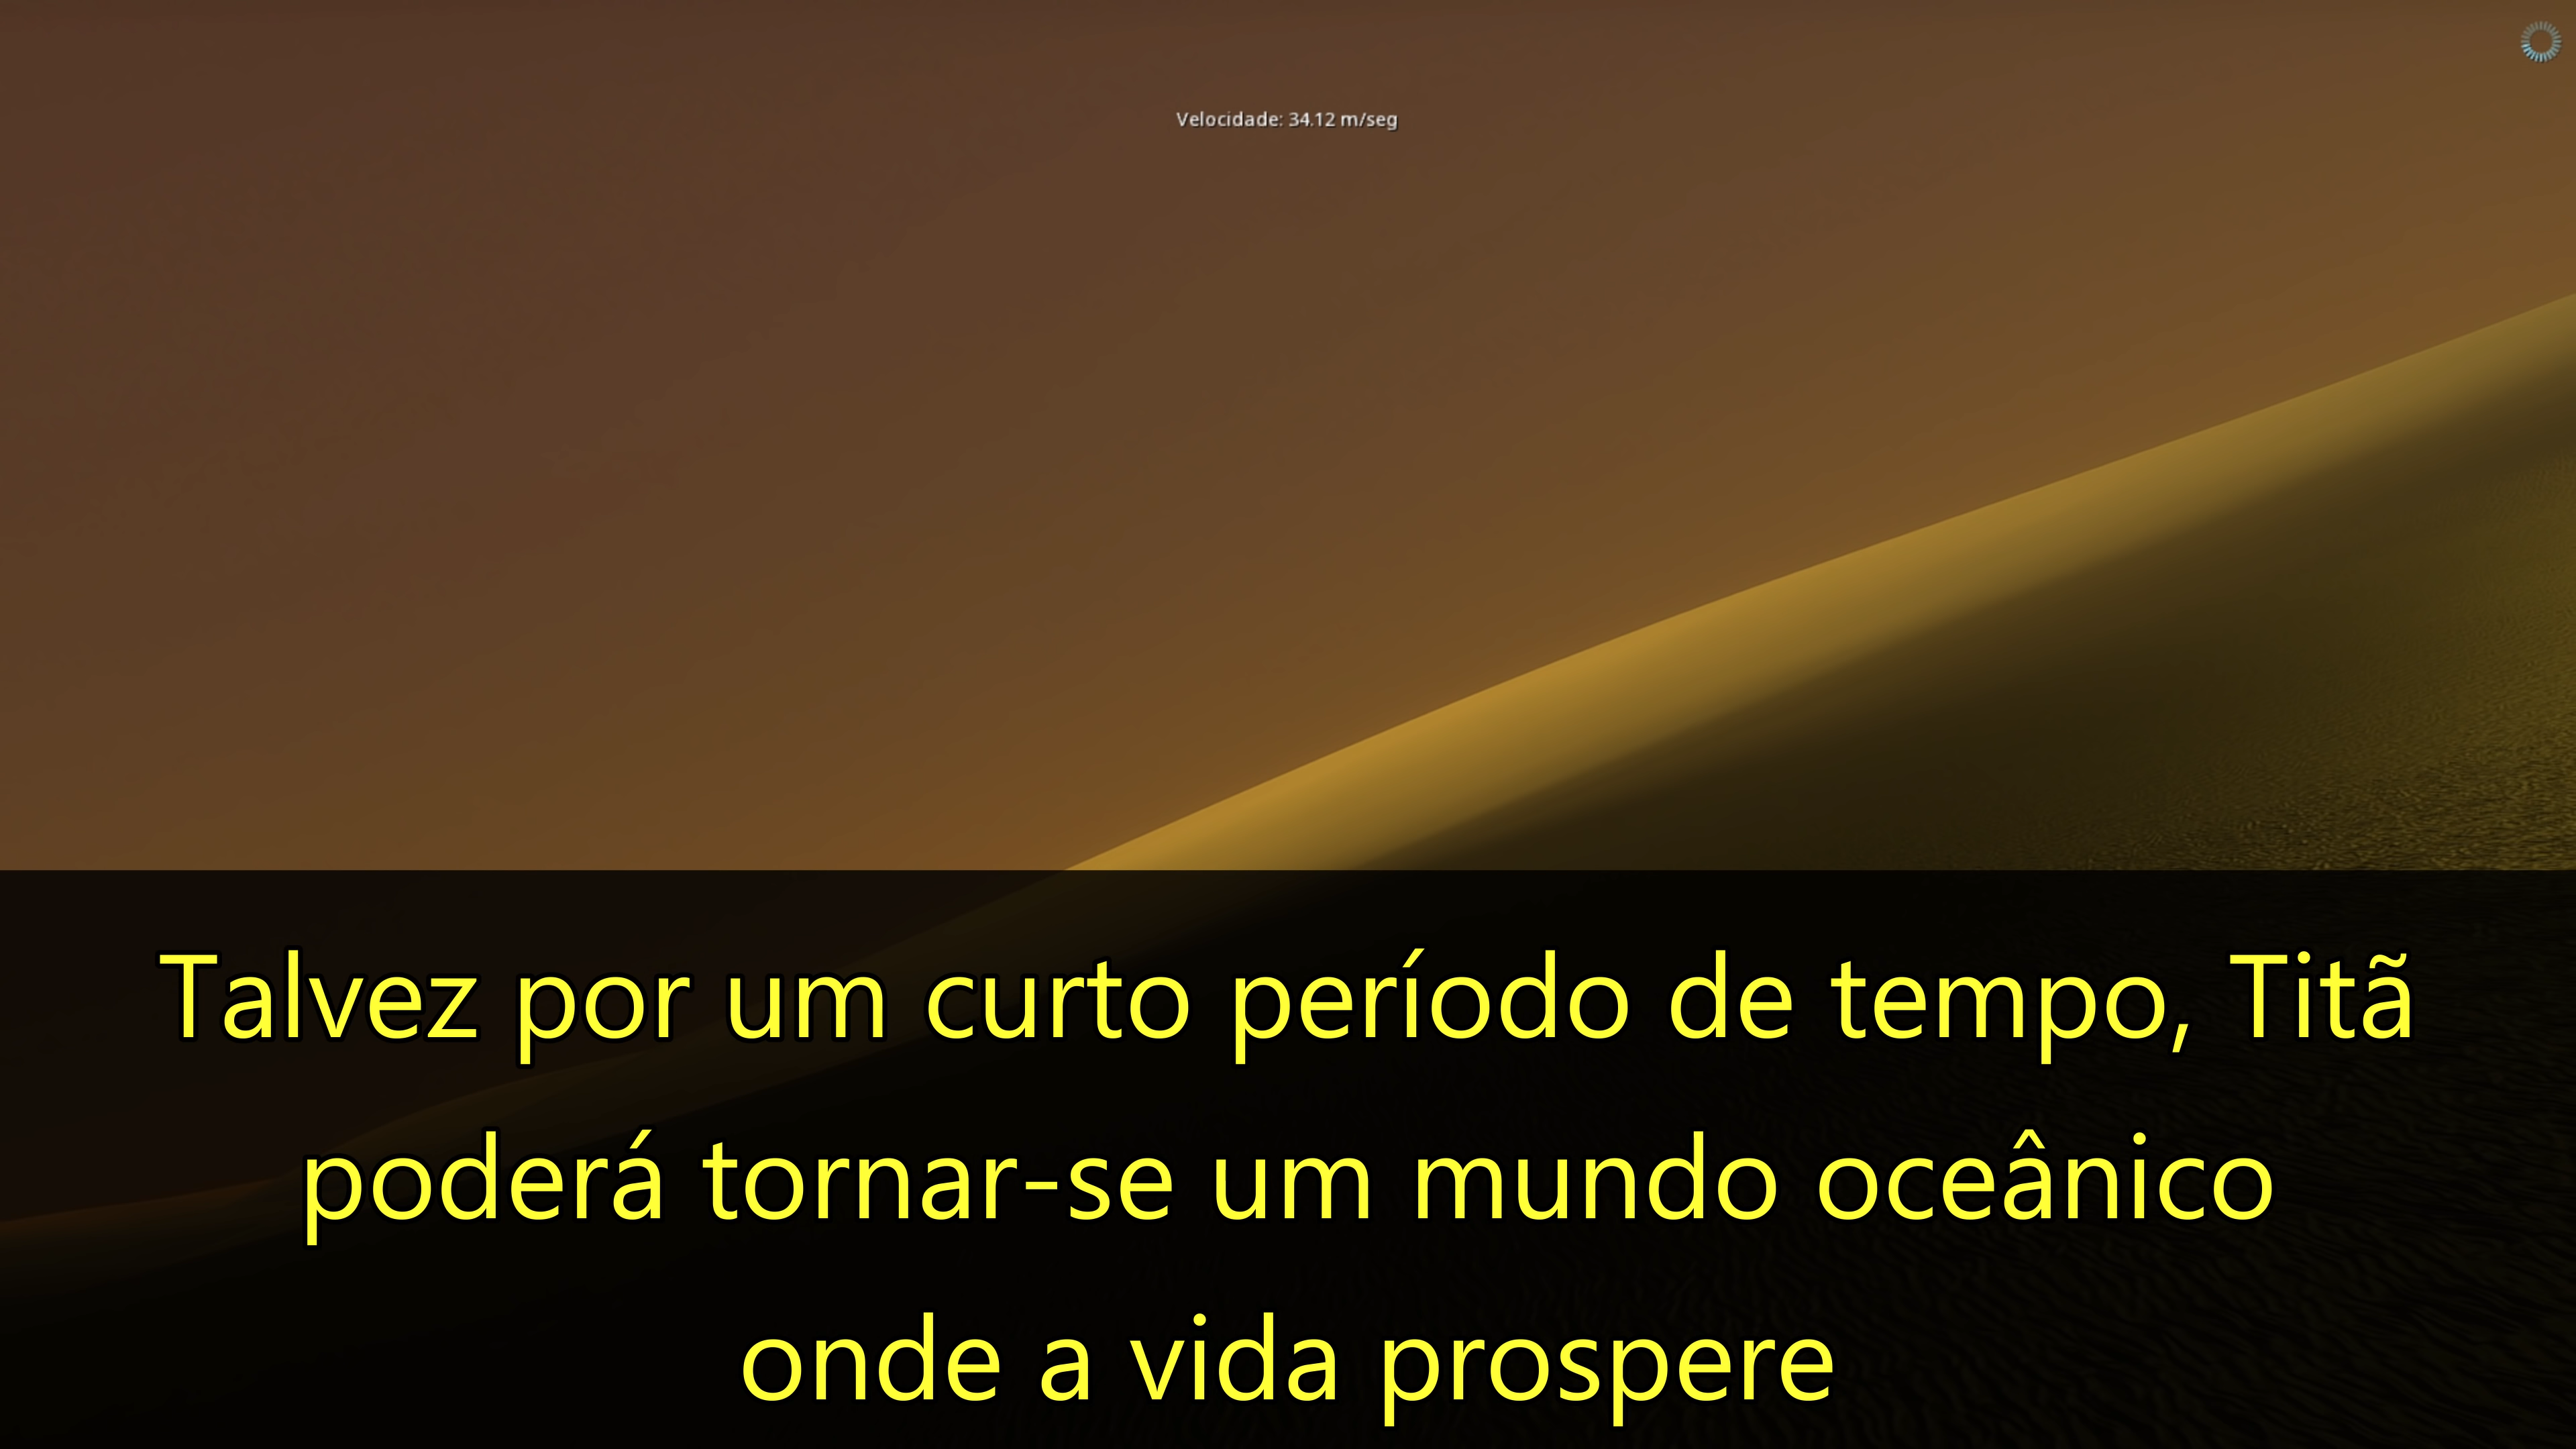 Velocidade: 34.12 m/seg
Talvez por um curto período de tempo, Titã
poderá tornar-se um mundo oceânico
onde a vida prospere